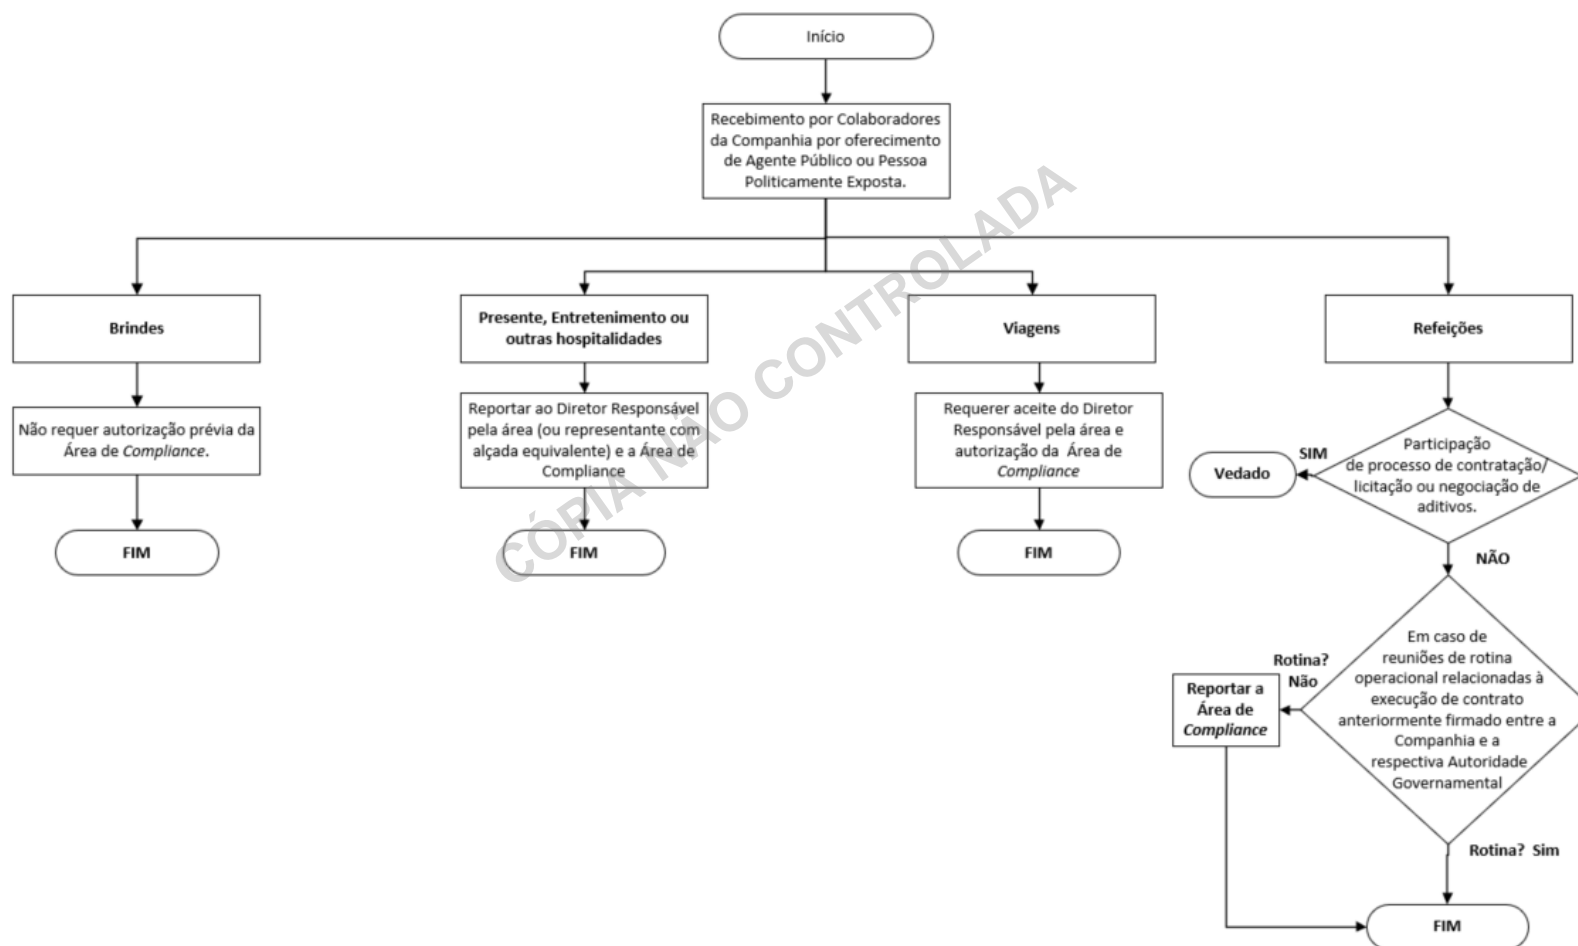 Início
Recebimento por Colaboradores
da Companhia por oferecimento
de Agente Público ou Pessoa
Politicamente Exposta.
Brindes
Presente, Entretenimento ou
outras hospitalidades
Viagens
Refeições
Não requer autorização prévia da
Área de Compliance.
Reportar ao Diretor Responsável
pela área (ou representante com
alçada equivalente) e a Área de
Compliance
Requerer aceite do Diretor
Responsável pela área e
autorização da Área de
Compliance
Participação
de processo de contratação/
licitação ou negociação de
aditivos.
SIM
Vedado
FIM
FIM
FIM
NÃO
Em caso de
reuniões de rotina
operacional relacionadas à
execução de contrato
anteriormente firmado entre a
Companhia e a
respectiva Autoridade
Governamental
Rotina?
Não
Reportar a
Área de
Compliance
Rotina? Sim
FIM
CÓPIA NÃO CONTROLADA